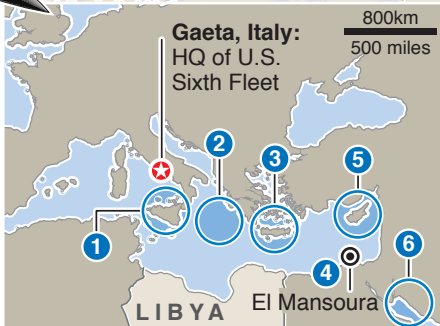 Gaeta, Italy:
HQ of U.S.
Sixth Fleet
800km
500 miles
2
3
5
1
4
6
El Mansoura
LIBYA